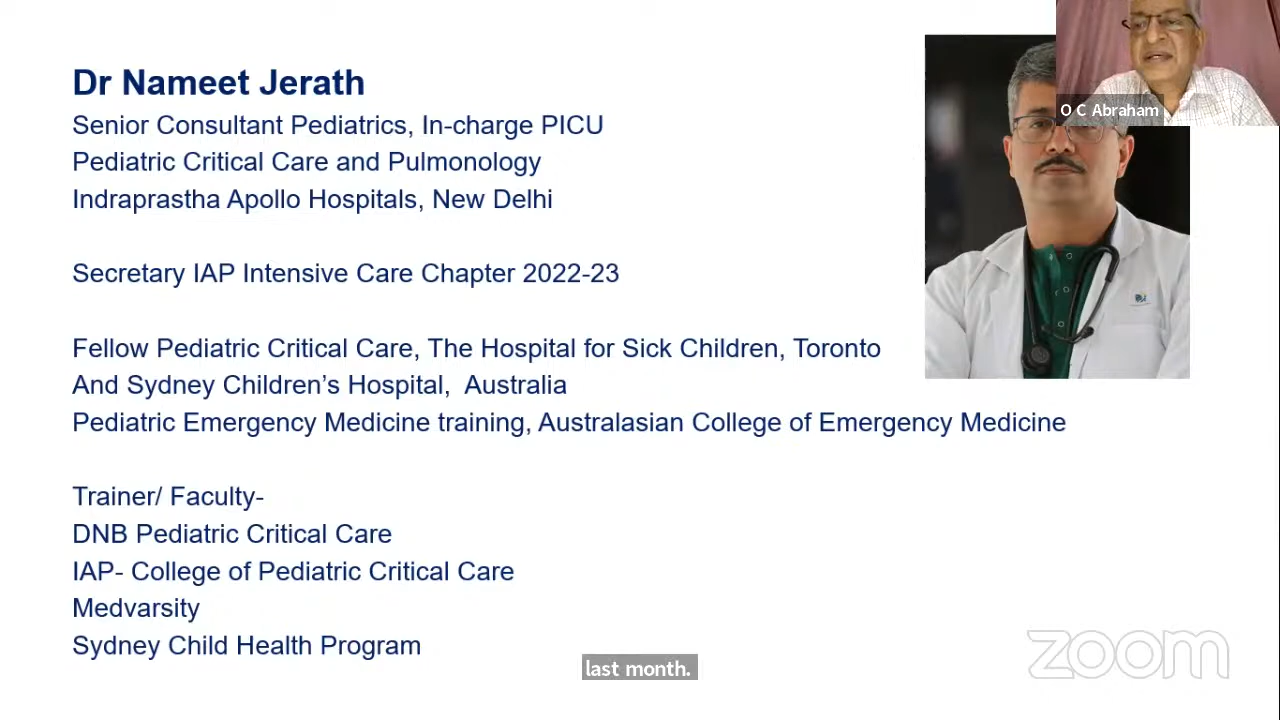 Dr Nameet Jerath
Senior Consultant Pediatrics, In-charge PICU
Pediatric Critical Care and Pulmonology
Indraprastha Apollo Hospitals, New Delhi
Secretary IAP Intensive Care Chapter 2022-23
Fellow Pediatric Critical Care, The Hospital for Sick Children, Toronto
And Sydney Children's Hospital, Australia
Pediatric Emergency Medicine training, Australasian College of Emergency Medicine
Trainer/ Faculty-
DNB Pediatric Critical Care
IAP- College of Pediatric Critical Care
Medvarsity
Sydney Child Health Program
O C Abraham
last month.
zoom